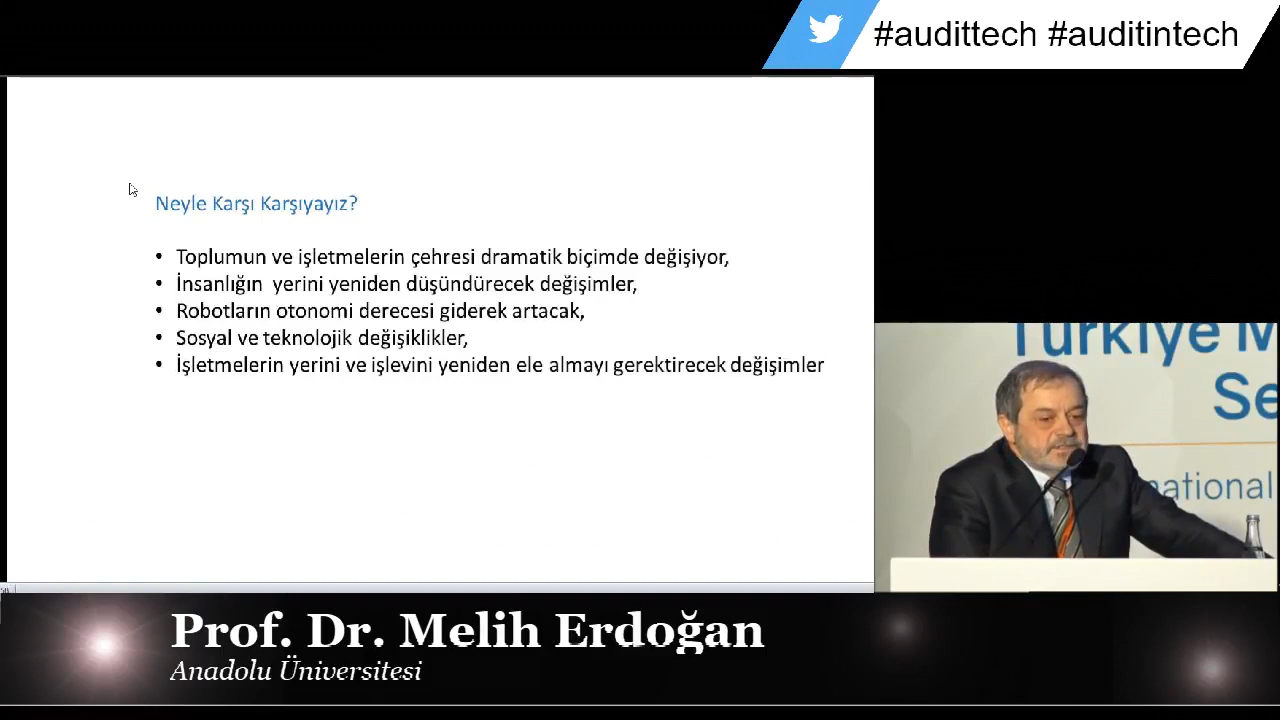 #audittech #auditintech
Neyle Karşı Karşıyayız?
• Toplumun ve işletmelerin çehresi dramatik biçimde değişiyor,
• İnsanlığın yerini yeniden düşündürecek değişimler,
• Robotların otonomi derecesi giderek artacak,
• Sosyal ve teknolojik değişiklikler,
• İşletmelerin yerini ve işlevini yeniden ele almayı gerektirecek değişimler
Türkiye M
Se
national
Prof. Dr. Melih Erdoğan
Anadolu Üniversitesi